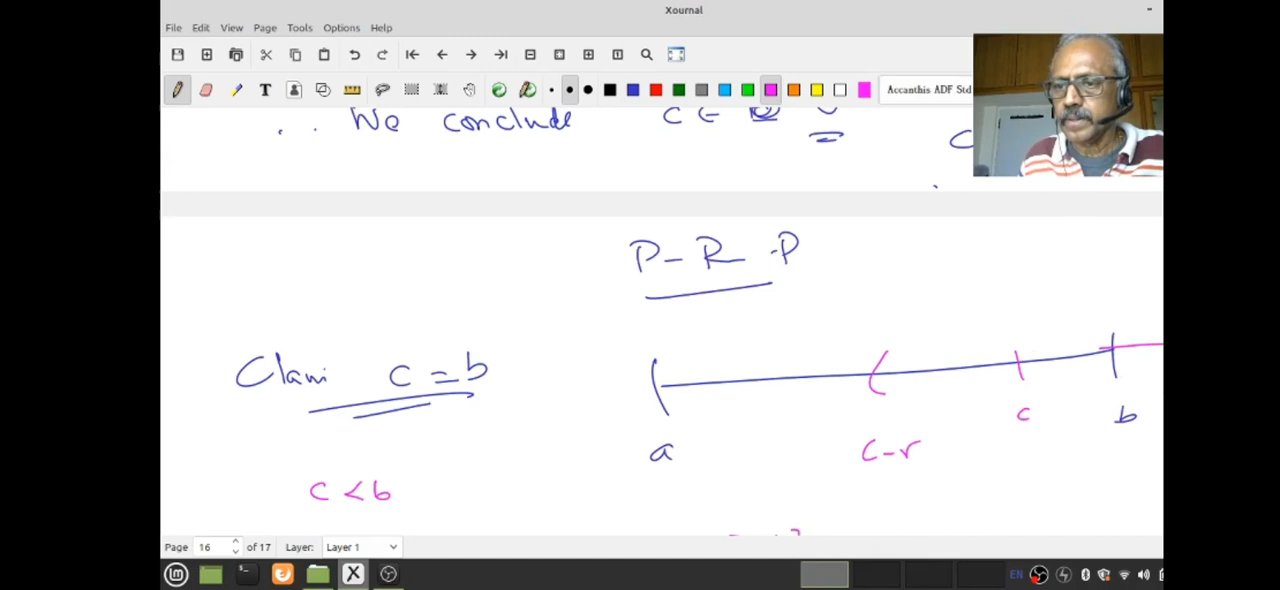 Xournal
File Edit View Page Tools Options Help
Accanthis ADF Std
∴ We conclude c ∈
P-R-P
Claim c = b
a c-r c b
c < b
Page 16 of 17 Layer: Layer 1
EN